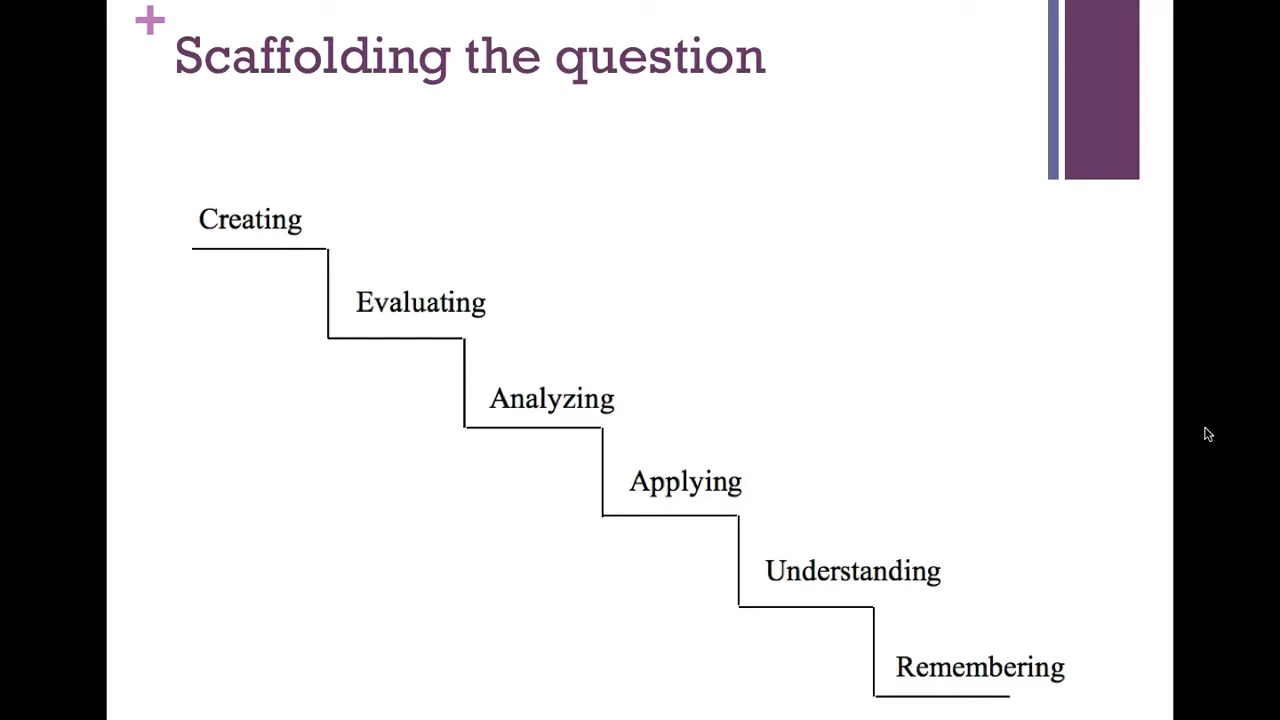 +
Scaffolding the question
Creating
Evaluating
Analyzing
Applying
Understanding
Remembering